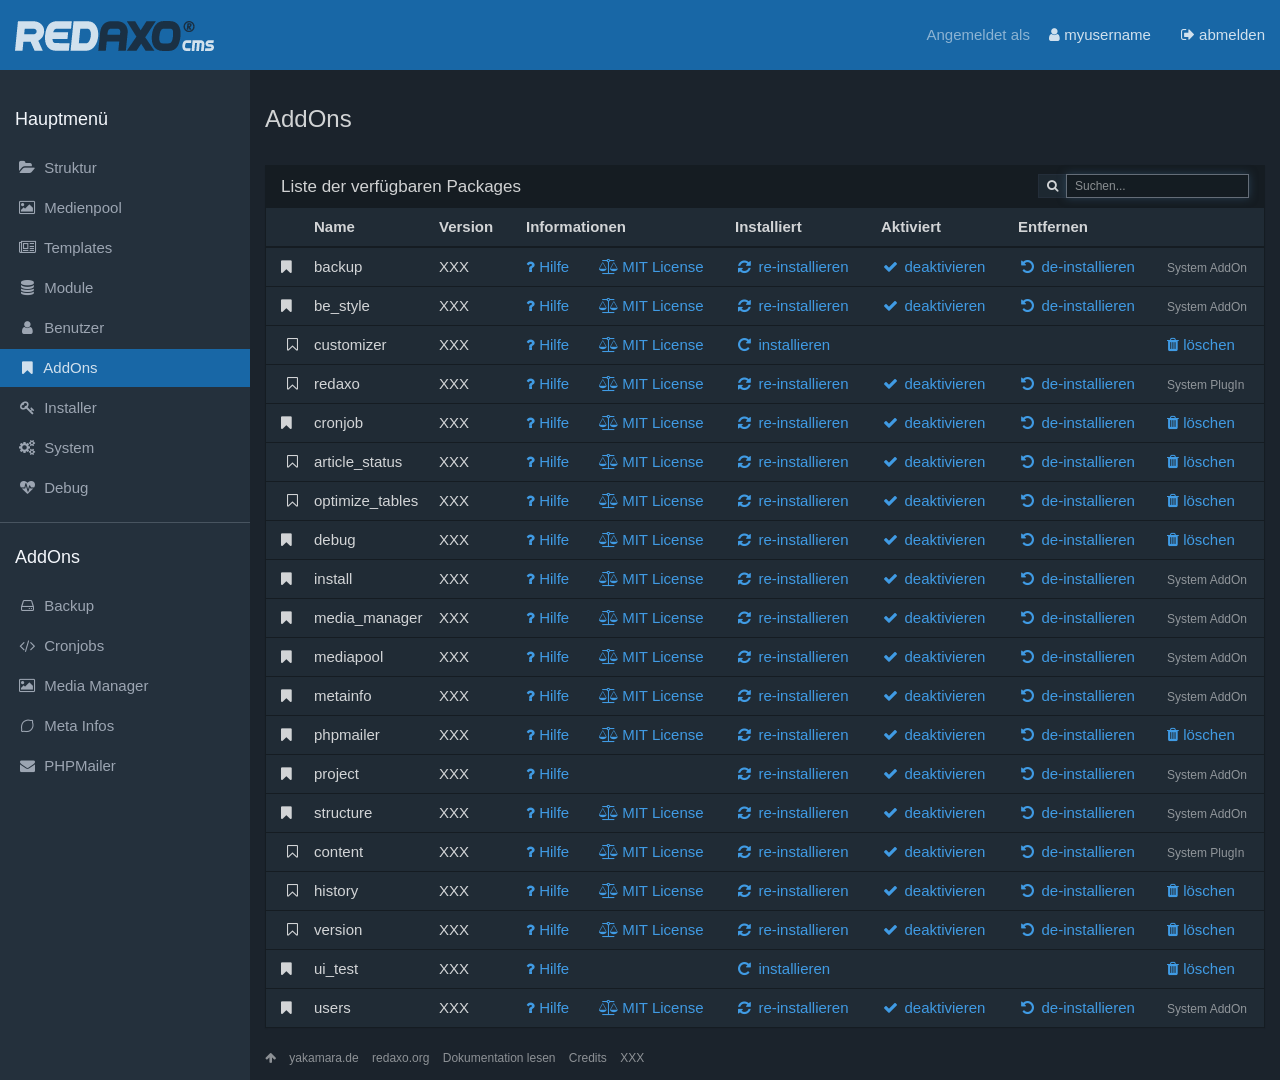 REDAXO® cms
Angemeldet als myusername abmelden
Hauptmenü
Struktur
Medienpool
Templates
Module
Benutzer
AddOns
Installer
System
Debug
AddOns
Backup
Cronjobs
Media Manager
Meta Infos
PHPMailer
AddOns
Liste der verfügbaren Packages Suchen...
Name Version Informationen Installiert Aktiviert Entfernen
backup XXX ? Hilfe MIT License re-installieren deaktivieren de-installieren System AddOn
be_style XXX ? Hilfe MIT License re-installieren deaktivieren de-installieren System AddOn
customizer XXX ? Hilfe MIT License installieren löschen
redaxo XXX ? Hilfe MIT License re-installieren deaktivieren de-installieren System PlugIn
cronjob XXX ? Hilfe MIT License re-installieren deaktivieren de-installieren löschen
article_status XXX ? Hilfe MIT License re-installieren deaktivieren de-installieren löschen
optimize_tables XXX ? Hilfe MIT License re-installieren deaktivieren de-installieren löschen
debug XXX ? Hilfe MIT License re-installieren deaktivieren de-installieren löschen
install XXX ? Hilfe MIT License re-installieren deaktivieren de-installieren System AddOn
media_manager XXX ? Hilfe MIT License re-installieren deaktivieren de-installieren System AddOn
mediapool XXX ? Hilfe MIT License re-installieren deaktivieren de-installieren System AddOn
metainfo XXX ? Hilfe MIT License re-installieren deaktivieren de-installieren System AddOn
phpmailer XXX ? Hilfe MIT License re-installieren deaktivieren de-installieren löschen
project XXX ? Hilfe re-installieren deaktivieren de-installieren System AddOn
structure XXX ? Hilfe MIT License re-installieren deaktivieren de-installieren System AddOn
content XXX ? Hilfe MIT License re-installieren deaktivieren de-installieren System PlugIn
history XXX ? Hilfe MIT License re-installieren deaktivieren de-installieren löschen
version XXX ? Hilfe MIT License re-installieren deaktivieren de-installieren löschen
ui_test XXX ? Hilfe installieren löschen
users XXX ? Hilfe MIT License re-installieren deaktivieren de-installieren System AddOn
yakamara.de redaxo.org Dokumentation lesen Credits XXX